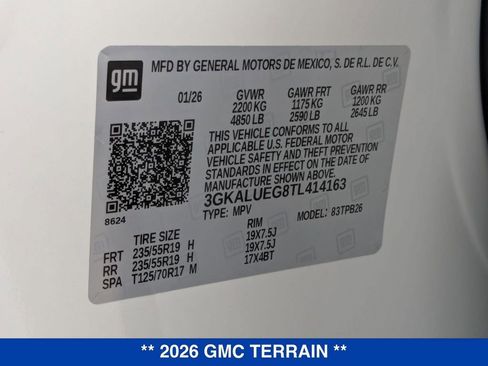 gm
MFD BY GENERAL MOTORS DE MEXICO, S. DE R.L. DE C.V.
01/26 GVWR GAWR FRT GAWR RR
2200 KG 1175 KG 1200 KG
4850 LB 2590 LB 2645 LB
THIS VEHICLE CONFORMS TO ALL
APPLICABLE U.S. FEDERAL MOTOR
VEHICLE SAFETY AND THEFT
PREVENTION STANDARDS IN EFFECT ON
THE DATE OF MANUFACTURE SHOWN ABOVE.
3GKALUEG8TL414163
8624 TYPE: MPV MODEL: 83TPB26
TIRE SIZE RIM
FRT 235/55R19 H 19X7.5J
RR 235/55R19 H 19X7.5J
SPA T125/70R17 M 17X4BT
** 2026 GMC TERRAIN **